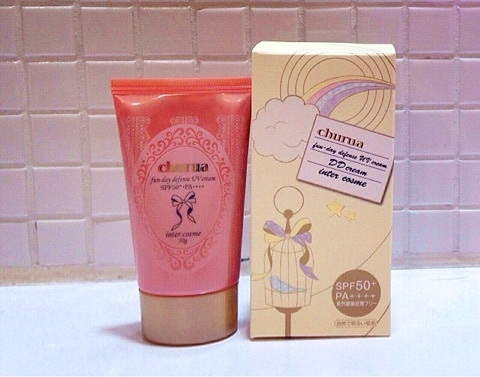 churua
fun-day defense UV cream
SPF50+・PA++++
inter cosme
50g
churua
fun-day defense UV cream
DD cream
inter cosme
SPF50+
PA++++